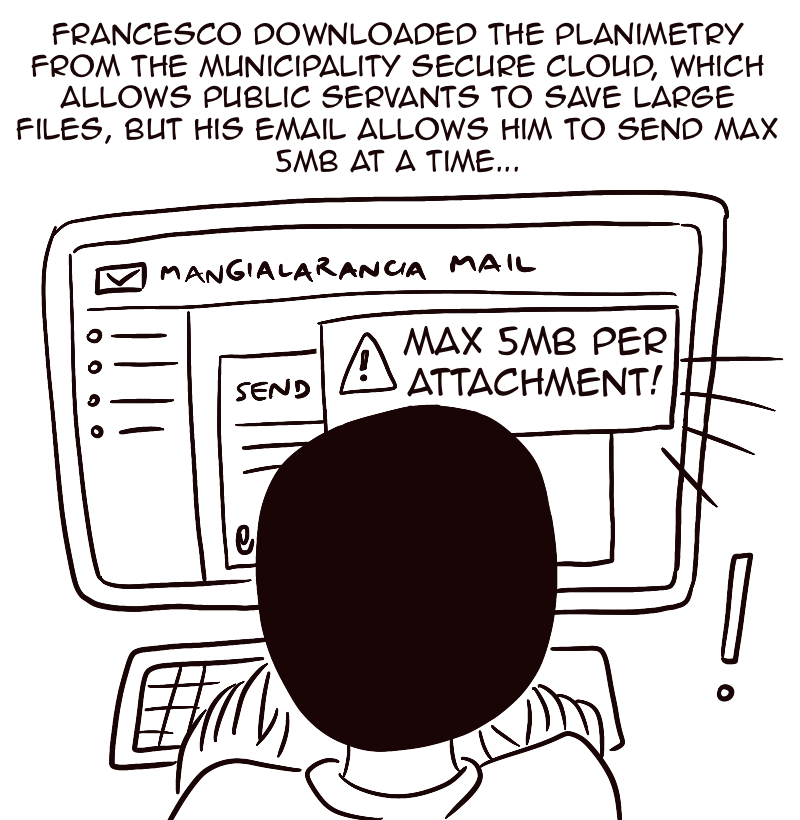 FRANCESCO DOWNLOADED THE PLANIMETRY
FROM THE MUNICIPALITY SECURE CLOUD, WHICH
ALLOWS PUBLIC SERVANTS TO SAVE LARGE
FILES, BUT HIS EMAIL ALLOWS HIM TO SEND MAX
5MB AT A TIME...
MANGIALARANCIA MAIL
MAX 5MB PER
ATTACHMENT!
SEND
!